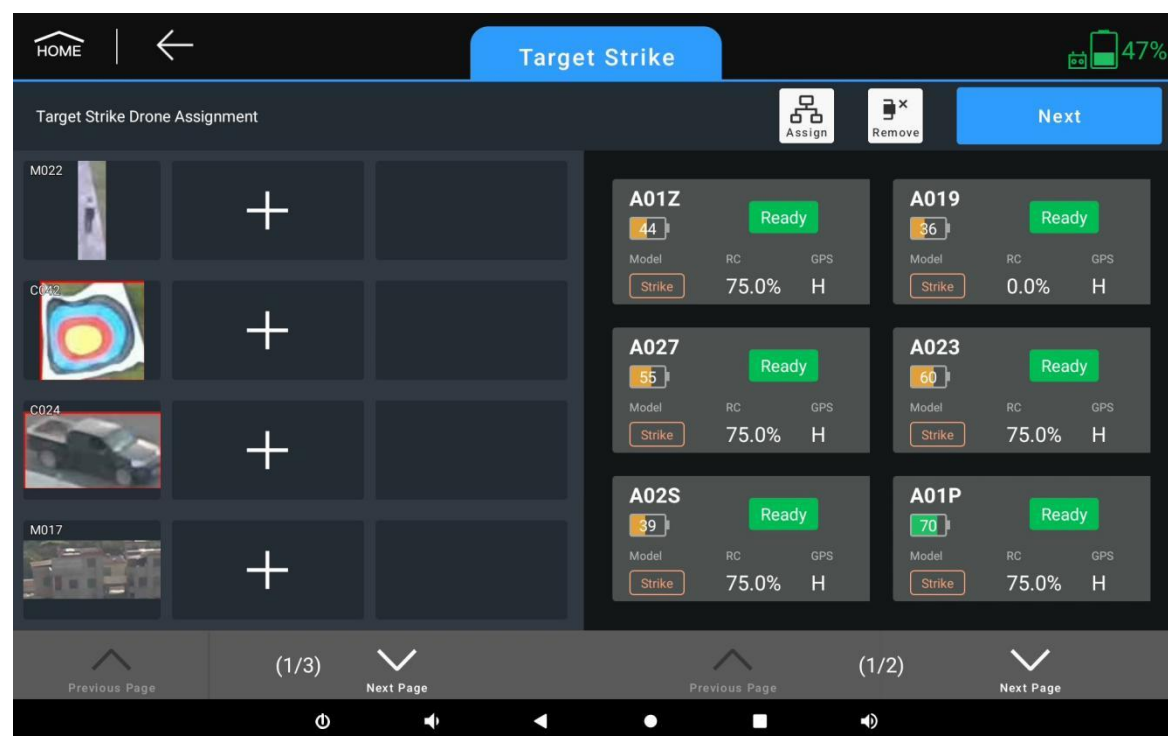 HOME
Target Strike
47%
Target Strike Drone Assignment
Assign
Remove
Next
M022
C042
C024
M017
A01Z
44
Ready
Model RC GPS
Strike 75.0% H
A019
36
Ready
Model RC GPS
Strike 0.0% H
A027
55
Ready
Model RC GPS
Strike 75.0% H
A023
60
Ready
Model RC GPS
Strike 75.0% H
A02S
39
Ready
Model RC GPS
Strike 75.0% H
A01P
70
Ready
Model RC GPS
Strike 75.0% H
Previous Page
(1/3)
Next Page
Previous Page
(1/2)
Next Page